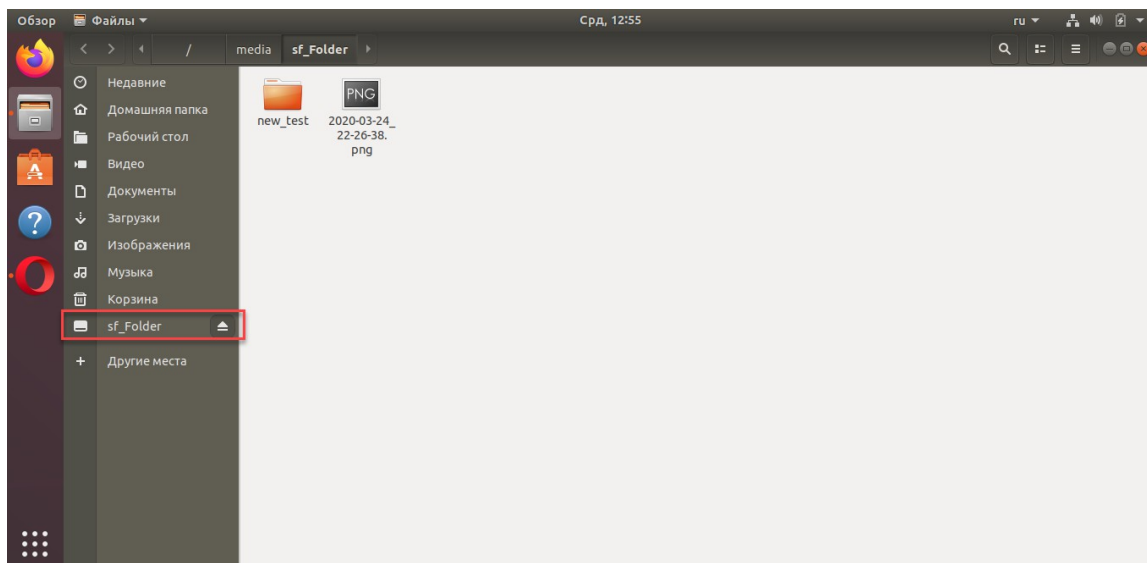 Обзор Файлы Срд, 12:55 ru
/ media sf_Folder
Недавние
Домашняя папка
Рабочий стол
Видео
Документы
Загрузки
Изображения
Музыка
Корзина
sf_Folder
Другие места
new_test
PNG
2020-03-24_
22-26-38.
png